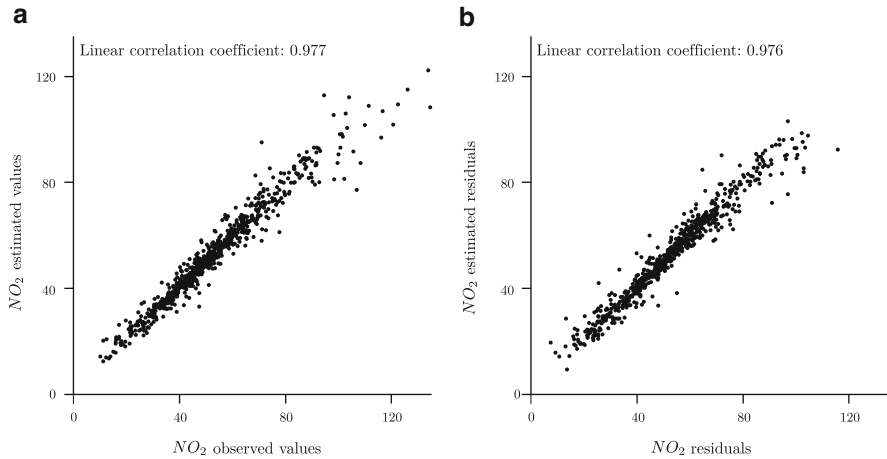 a
Linear correlation coefficient: 0.977
120
80
40
0
0 40 80 120
NO2 estimated values
NO2 observed values
b
Linear correlation coefficient: 0.976
120
80
40
0
0 40 80 120
NO2 estimated residuals
NO2 residuals